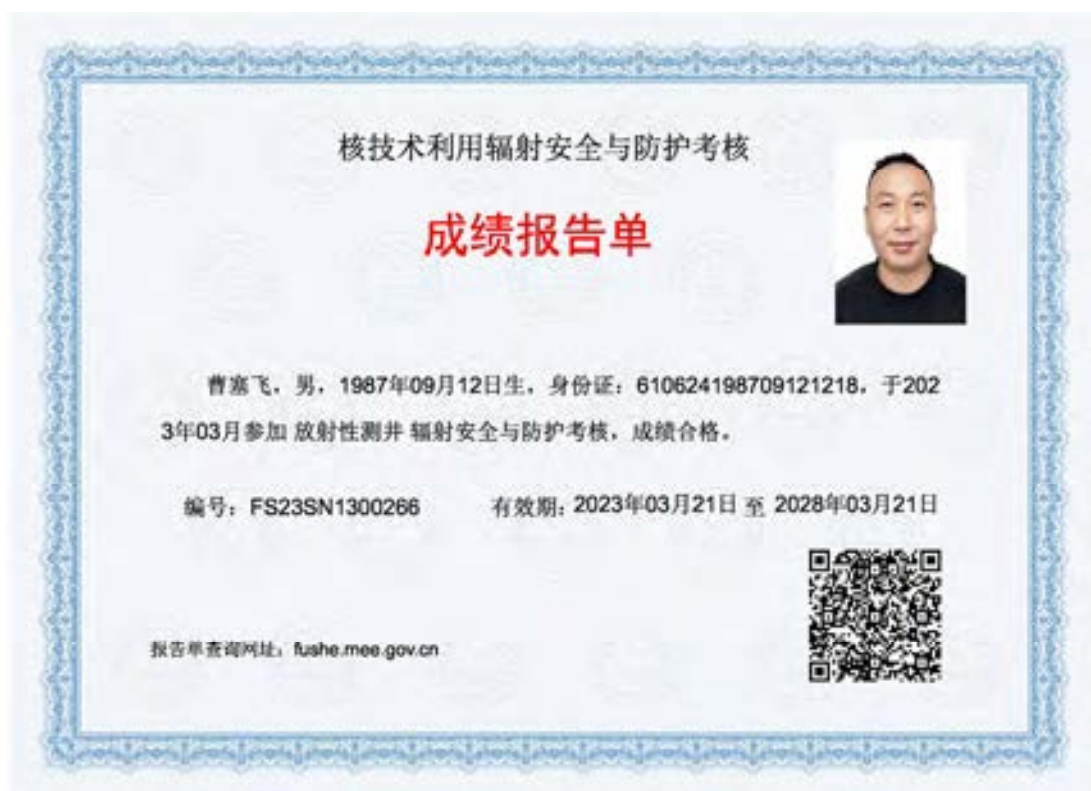 核技术利用辐射安全与防护考核
成绩报告单
曹塞飞，男，1987年09月12日生，身份证：610624198709121218，于202
3年03月参加 放射性测井 辐射安全与防护考核，成绩合格。
编号：FS23SN1300266 有效期：2023年03月21日 至 2028年03月21日
报告单查询网址：fushe.mee.gov.cn